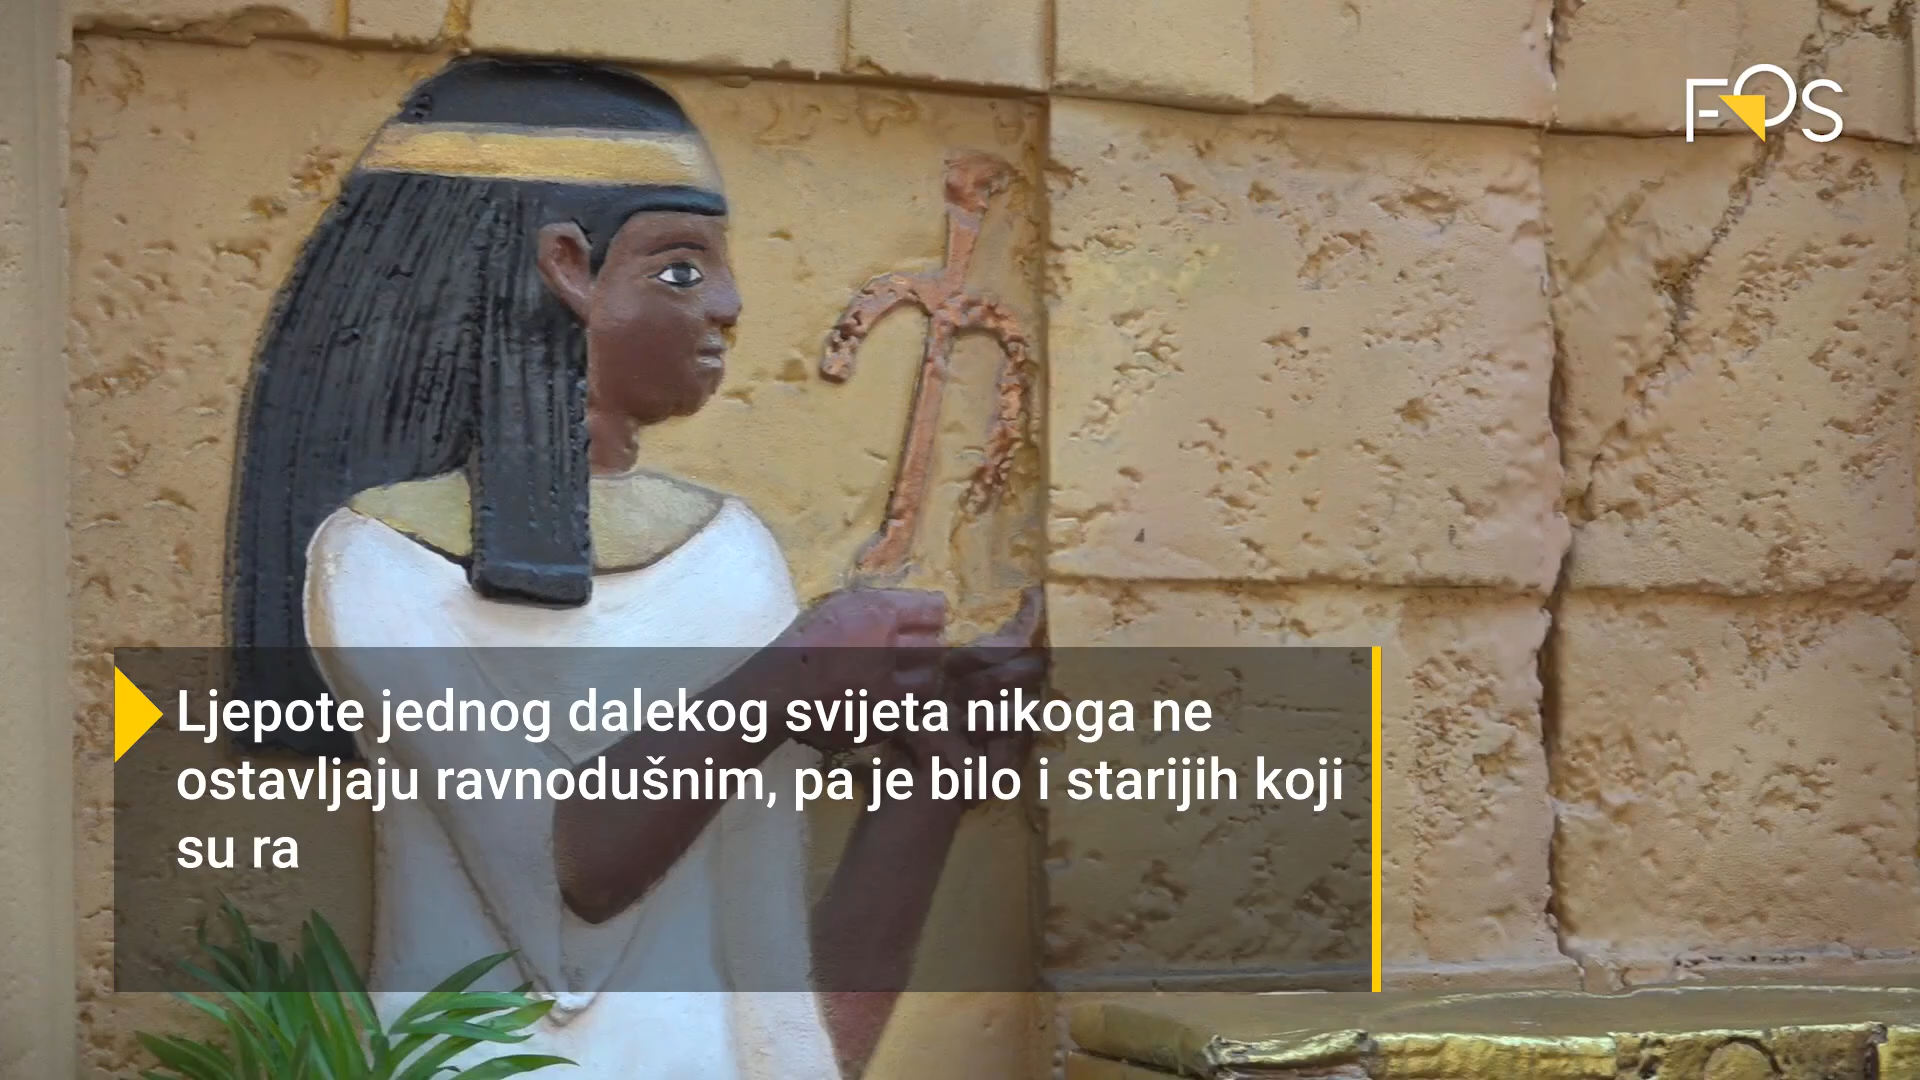 FOS
Ljepote jednog dalekog svijeta nikoga ne
ostavljaju ravnodušnim, pa je bilo i starijih koji
su ra